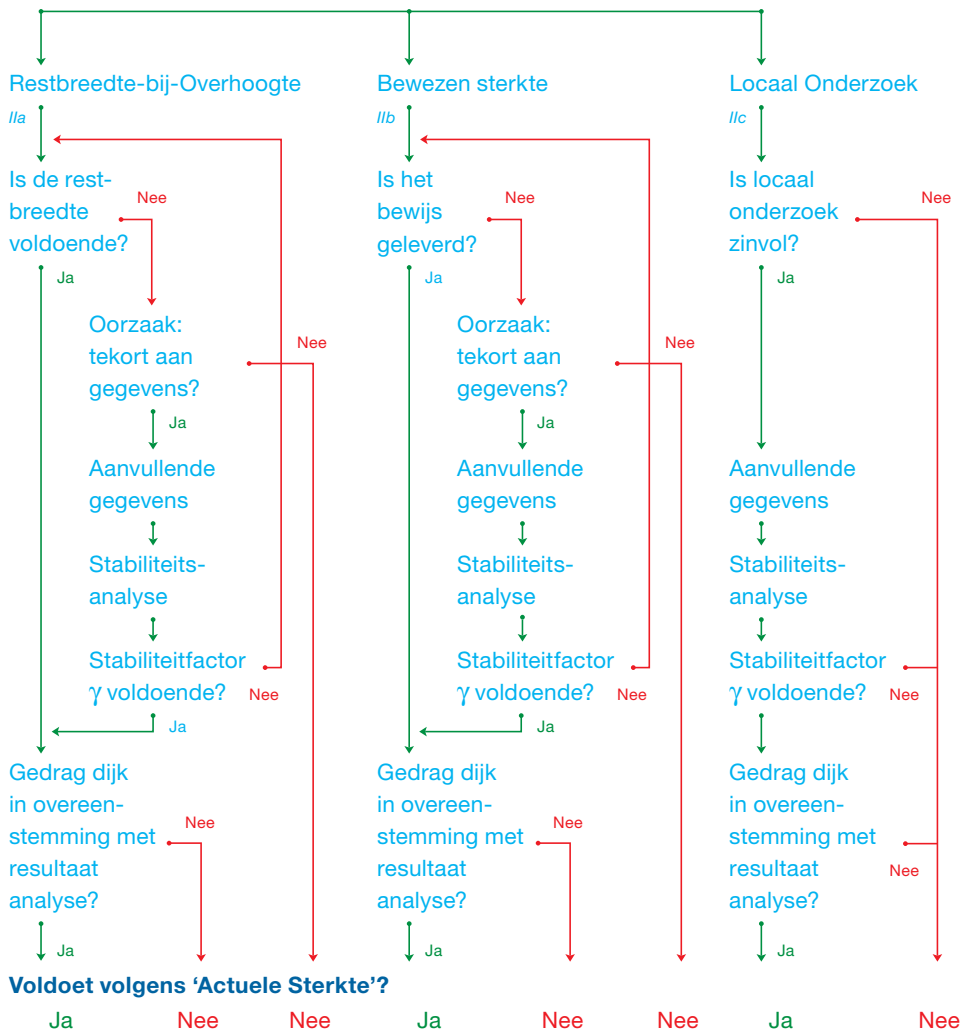 Restbreedte-bij-Overhoogte
IIa
Is de rest-
breedte
voldoende?
Nee
Ja
Oorzaak:
tekort aan
gegevens?
Nee
Ja
Aanvullende
gegevens
Stabiliteits-
analyse
Stabiliteitfactor
γ voldoende?
Nee
Ja
Gedrag dijk
in overeen-
stemming met
resultaat
analyse?
Nee
Ja
Bewezen sterkte
IIb
Is het
bewijs
geleverd?
Nee
Ja
Oorzaak:
tekort aan
gegevens?
Nee
Ja
Aanvullende
gegevens
Stabiliteits-
analyse
Stabiliteitfactor
γ voldoende?
Nee
Ja
Gedrag dijk
in overeen-
stemming met
resultaat
analyse?
Nee
Ja
Locaal Onderzoek
IIc
Is locaal
onderzoek
zinvol?
Nee
Ja
Aanvullende
gegevens
Stabiliteits-
analyse
Stabiliteitfactor
γ voldoende?
Nee
Ja
Gedrag dijk
in overeen-
stemming met
resultaat
analyse?
Nee
Ja
Voldoet volgens ‘Actuele Sterkte’?
Ja Nee Nee Ja Nee Nee Ja Nee